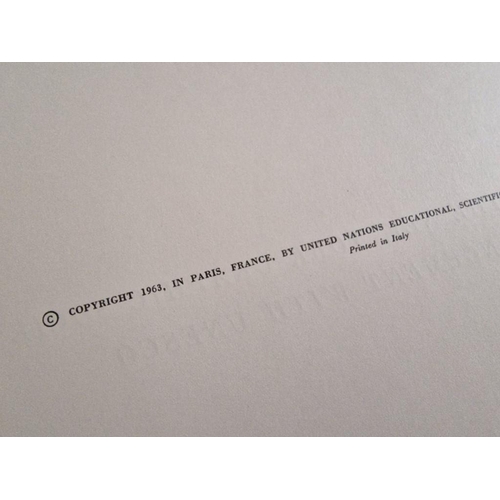 © COPYRIGHT 1963, IN PARIS, FRANCE, BY UNITED NATIONS EDUCATIONAL, SCIENTIFI
Printed in Italy